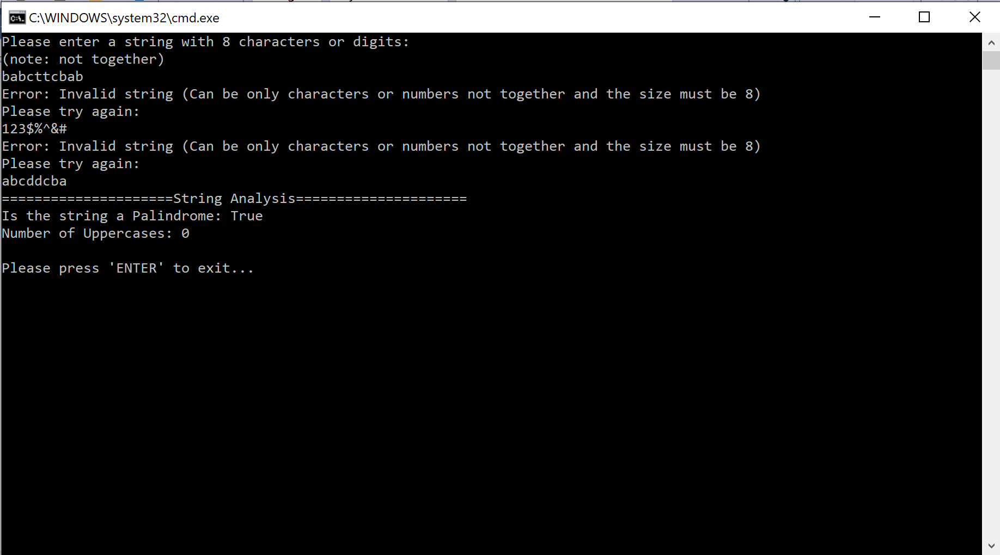 C:\WINDOWS\system32\cmd.exe
Please enter a string with 8 characters or digits:
(note: not together)
babcttcbab
Error: Invalid string (Can be only characters or numbers not together and the size must be 8)
Please try again:
123$%^&#
Error: Invalid string (Can be only characters or numbers not together and the size must be 8)
Please try again:
abcddcba
=====================String Analysis=====================
Is the string a Palindrome: True
Number of Uppercases: 0
Please press 'ENTER' to exit...